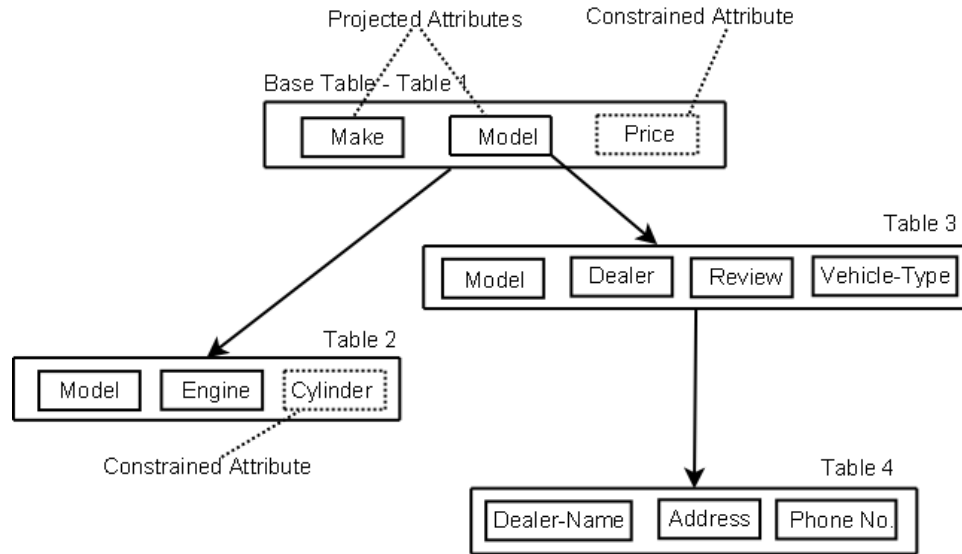 Projected Attributes
Constrained Attribute
Base Table - Table 1
Make
Model
Price
Table 3
Model
Dealer
Review
Vehicle-Type
Table 2
Model
Engine
Cylinder
Constrained Attribute
Table 4
Dealer-Name
Address
Phone No.